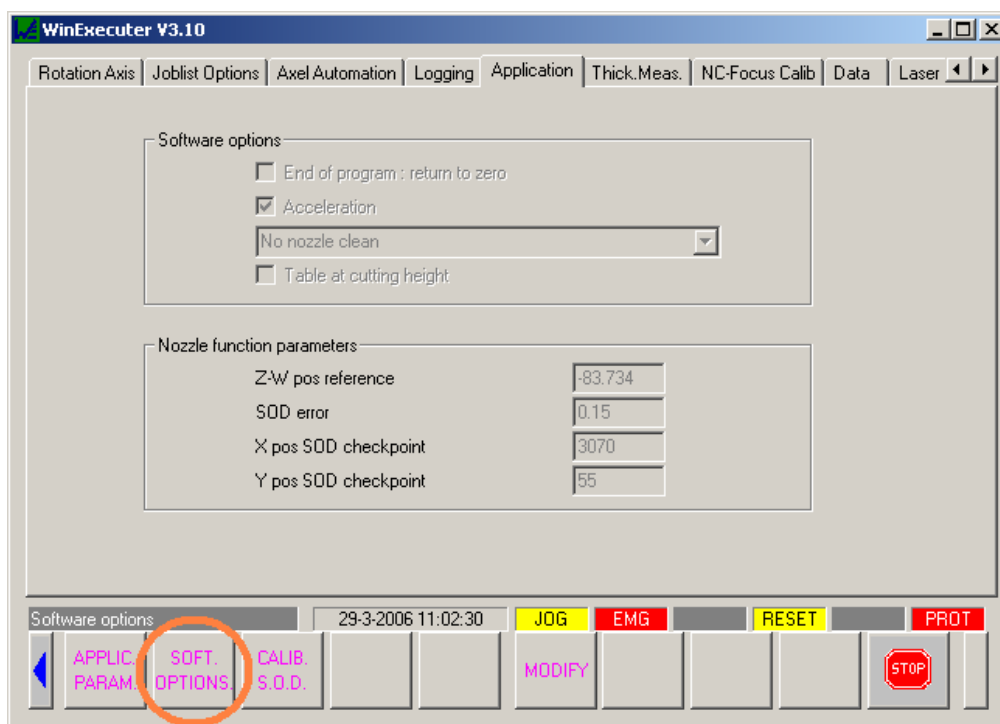 WinExecuter V3.10
Rotation Axis Joblist Options Axel Automation Logging Application Thick.Meas. NC-Focus Calib Data Laser
Software options
End of program : return to zero
Acceleration
No nozzle clean
Table at cutting height
Nozzle function parameters
Z-W pos reference -83.734
SOD error 0.15
X pos SOD checkpoint 3070
Y pos SOD checkpoint 55
Software options 29-3-2006 11:02:30 JOG EMG RESET PROT
APPLIC. SOFT. CALIB.
PARAM. OPTIONS. S.O.D.
MODIFY STOP